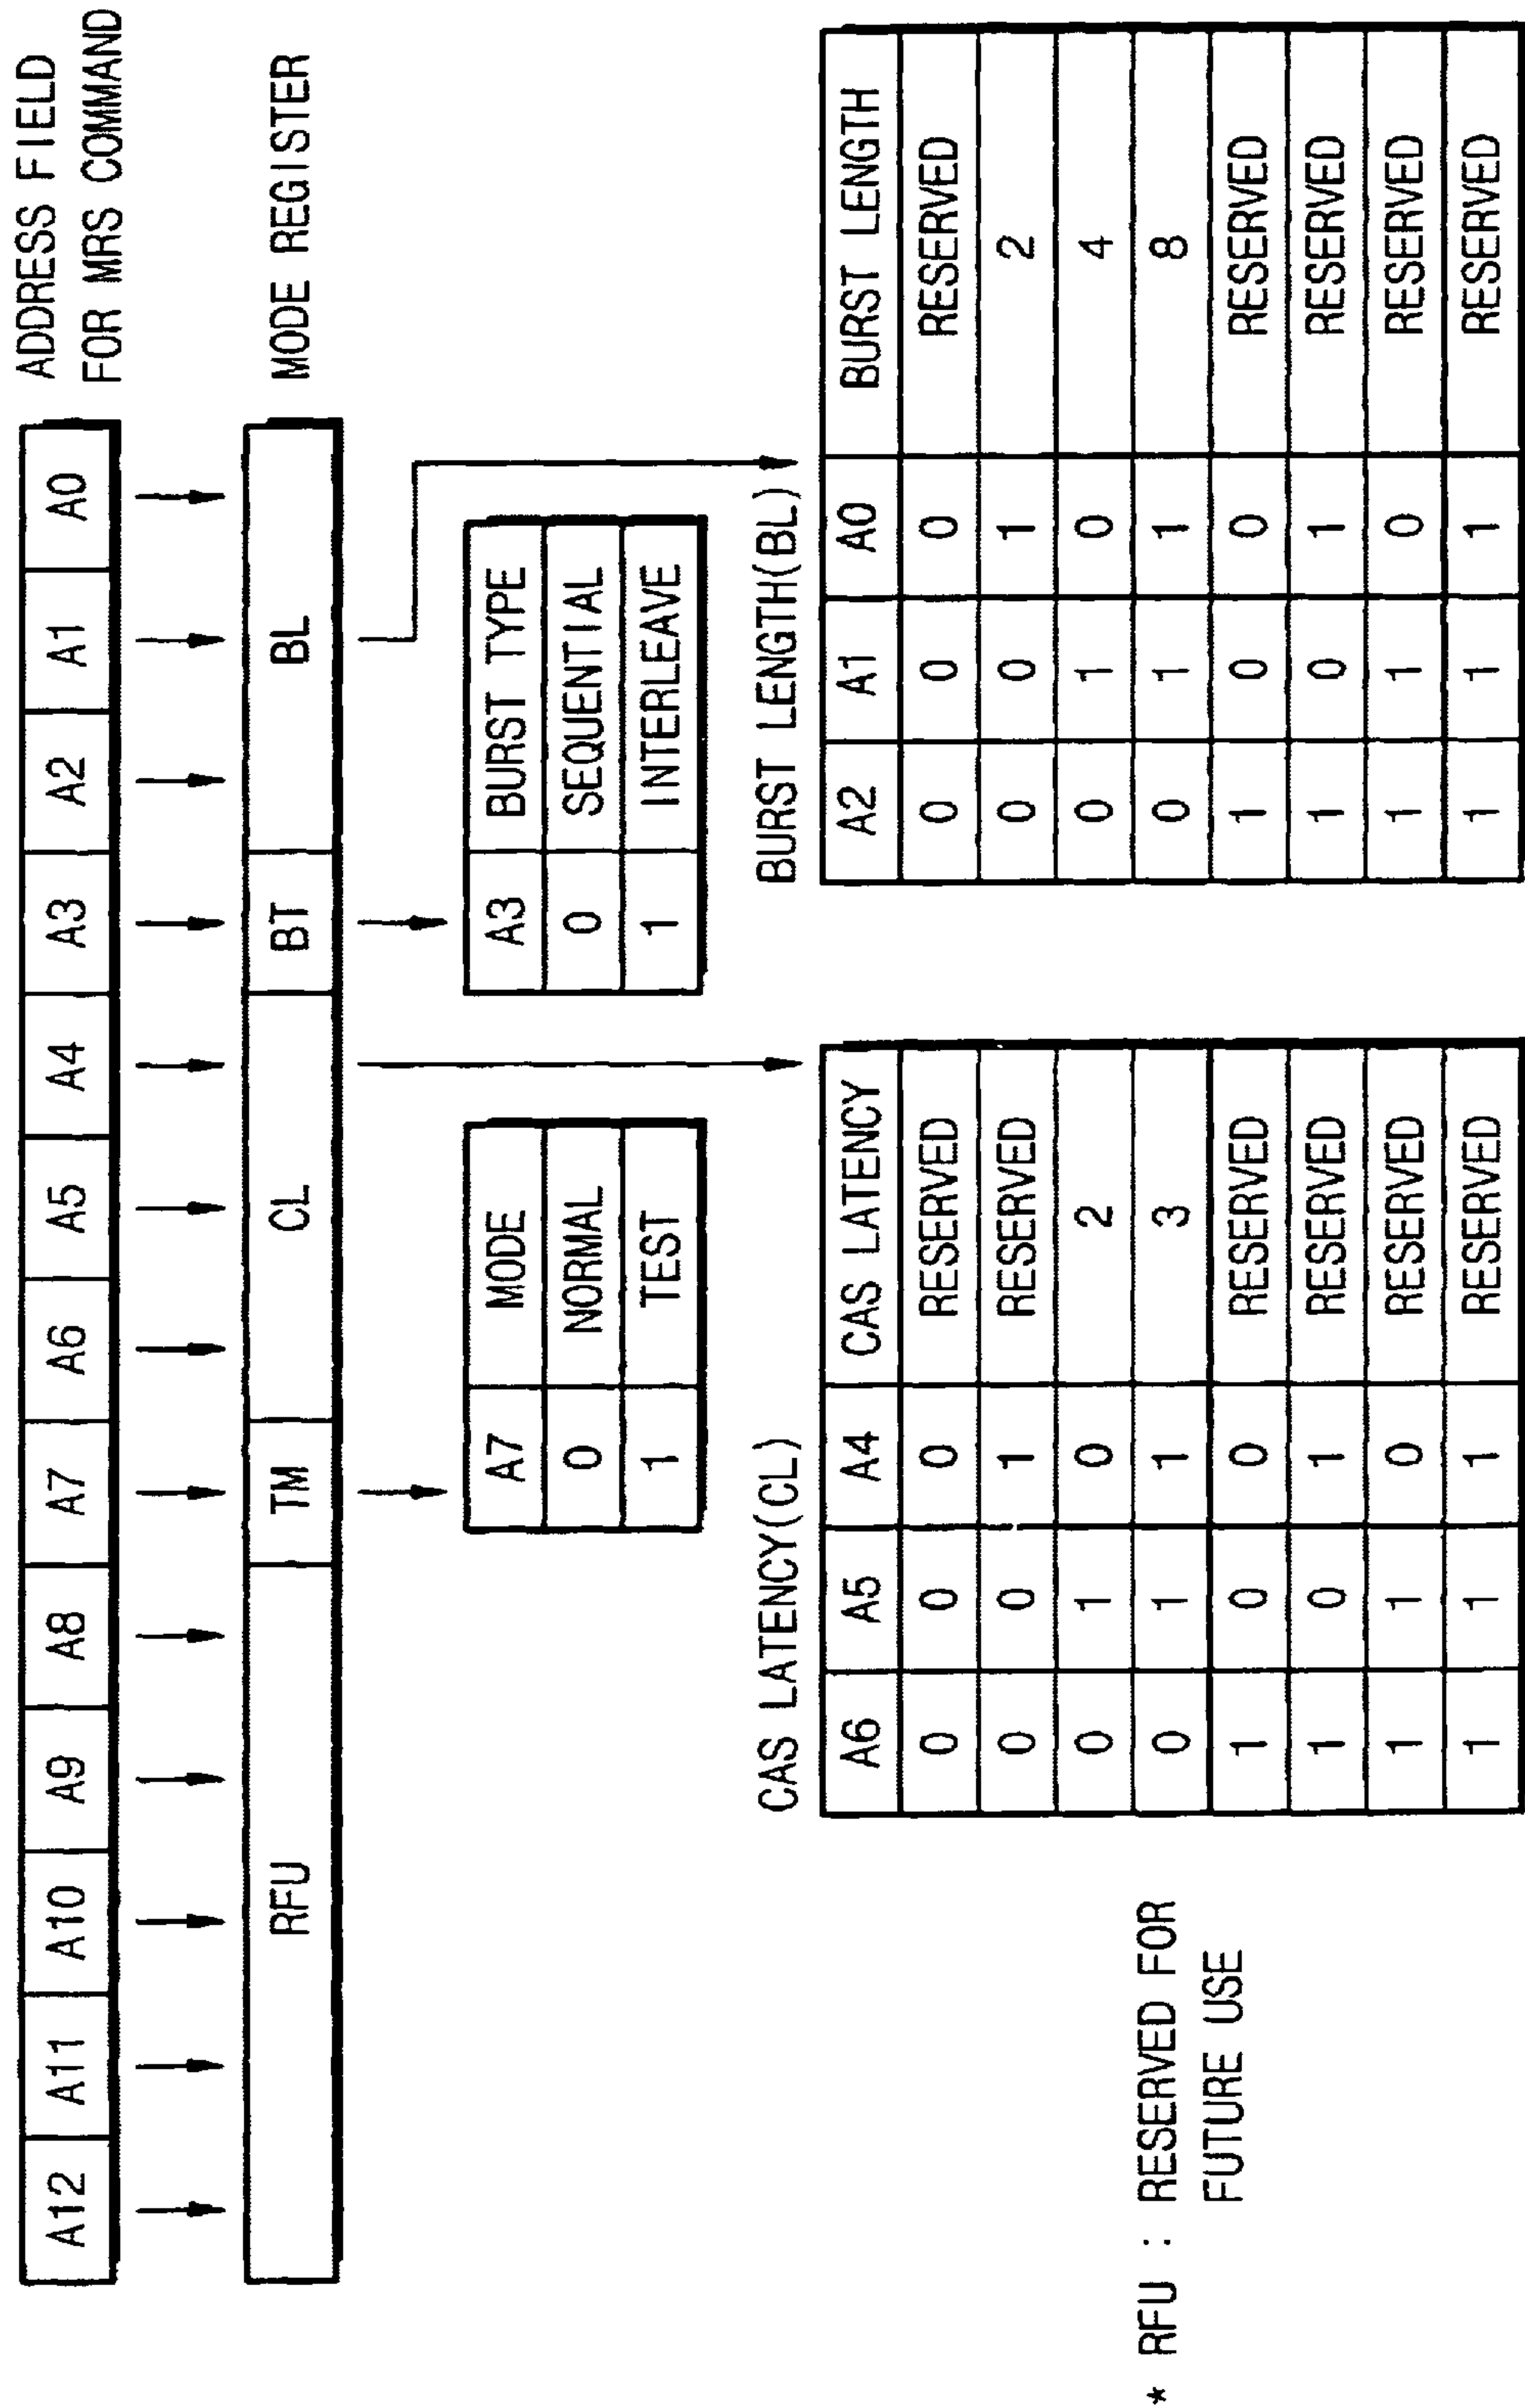 A12 A11 A10 A9 A8 A7 A6 A5 A4 A3 A2 A1 A0
ADDRESS FIELD
FOR MRS COMMAND
RFU TM CL BT BL
MODE REGISTER
A7 MODE
0 NORMAL
1 TEST
A3 BURST TYPE
0 SEQUENTIAL
1 INTERLEAVE
CAS LATENCY(CL)
A6 A5 A4 CAS LATENCY
0 0 0 RESERVED
0 0 1 RESERVED
0 1 0 2
0 1 1 3
1 0 0 RESERVED
1 0 1 RESERVED
1 1 0 RESERVED
1 1 1 RESERVED
BURST LENGTH(BL)
A2 A1 A0 BURST LENGTH
0 0 0 RESERVED
0 0 1 2
0 1 0 4
0 1 1 8
1 0 0 RESERVED
1 0 1 RESERVED
1 1 0 RESERVED
1 1 1 RESERVED
* RFU : RESERVED FOR
FUTURE USE